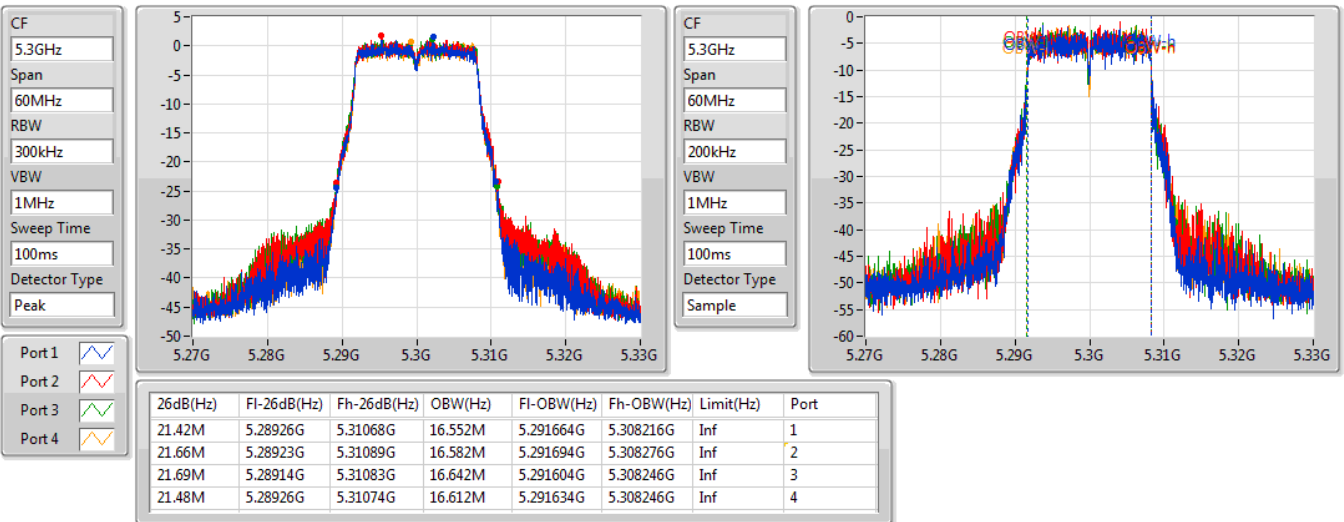 CF
5.3GHz
Span
60MHz
RBW
300kHz
VBW
1MHz
Sweep Time
100ms
Detector Type
Peak
5
0
-5
-10
-15
-20
-25
-30
-35
-40
-45
-50
5.27G 5.28G 5.29G 5.3G 5.31G 5.32G 5.33G
CF
5.3GHz
Span
60MHz
RBW
200kHz
VBW
1MHz
Sweep Time
100ms
Detector Type
Sample
0
-5
-10
-15
-20
-25
-30
-35
-40
-45
-50
-55
-60
5.27G 5.28G 5.29G 5.3G 5.31G 5.32G 5.33G
Port 1
Port 2
Port 3
Port 4
26dB(Hz) Fl-26dB(Hz) Fh-26dB(Hz) OBW(Hz) Fl-OBW(Hz) Fh-OBW(Hz) Limit(Hz) Port
21.42M 5.28926G 5.31068G 16.552M 5.291664G 5.308216G Inf 1
21.66M 5.28923G 5.31089G 16.582M 5.291694G 5.308276G Inf 2
21.69M 5.28914G 5.31083G 16.642M 5.291604G 5.308246G Inf 3
21.48M 5.28926G 5.31074G 16.612M 5.291634G 5.308246G Inf 4